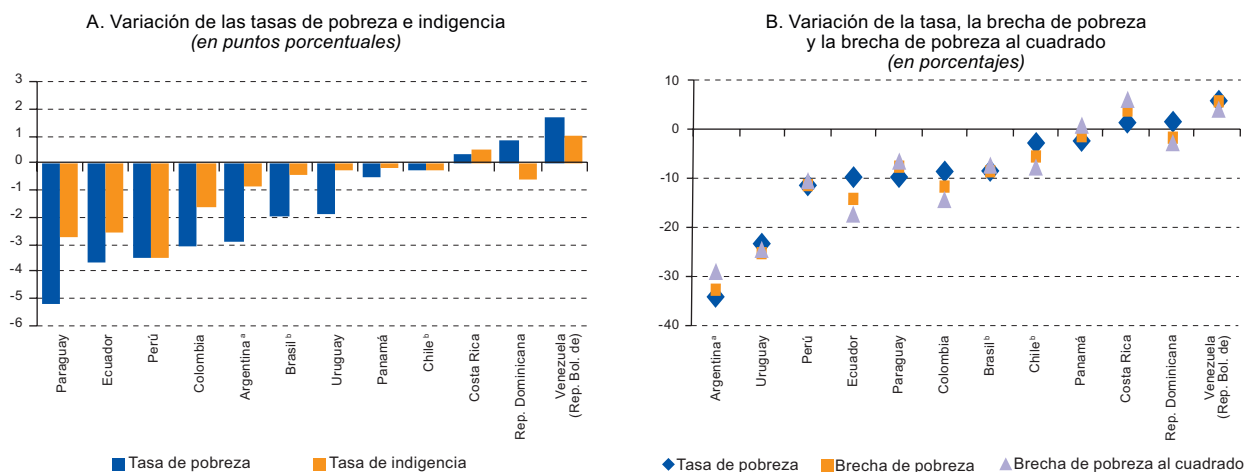 A. Variación de las tasas de pobreza e indigencia
(en puntos porcentuales)
3
2
1
0
-1
-2
-3
-4
-5
-6
Paraguay
Ecuador
Perú
Colombia
Argentina ᵃ
Brasil ᵇ
Uruguay
Panamá
Chile ᵇ
Costa Rica
Rep. Dominicana
Venezuela
(Rep. Bol. de)
Tasa de pobreza
Tasa de indigencia
B. Variación de la tasa, la brecha de pobreza
y la brecha de pobreza al cuadrado
(en porcentajes)
10
0
-10
-20
-30
-40
Argentina ᵃ
Uruguay
Perú
Ecuador
Paraguay
Colombia
Brasil ᵇ
Chile ᵇ
Panamá
Costa Rica
Rep. Dominicana
Venezuela
(Rep. Bol. de)
Tasa de pobreza
Brecha de pobreza
Brecha de pobreza al cuadrado